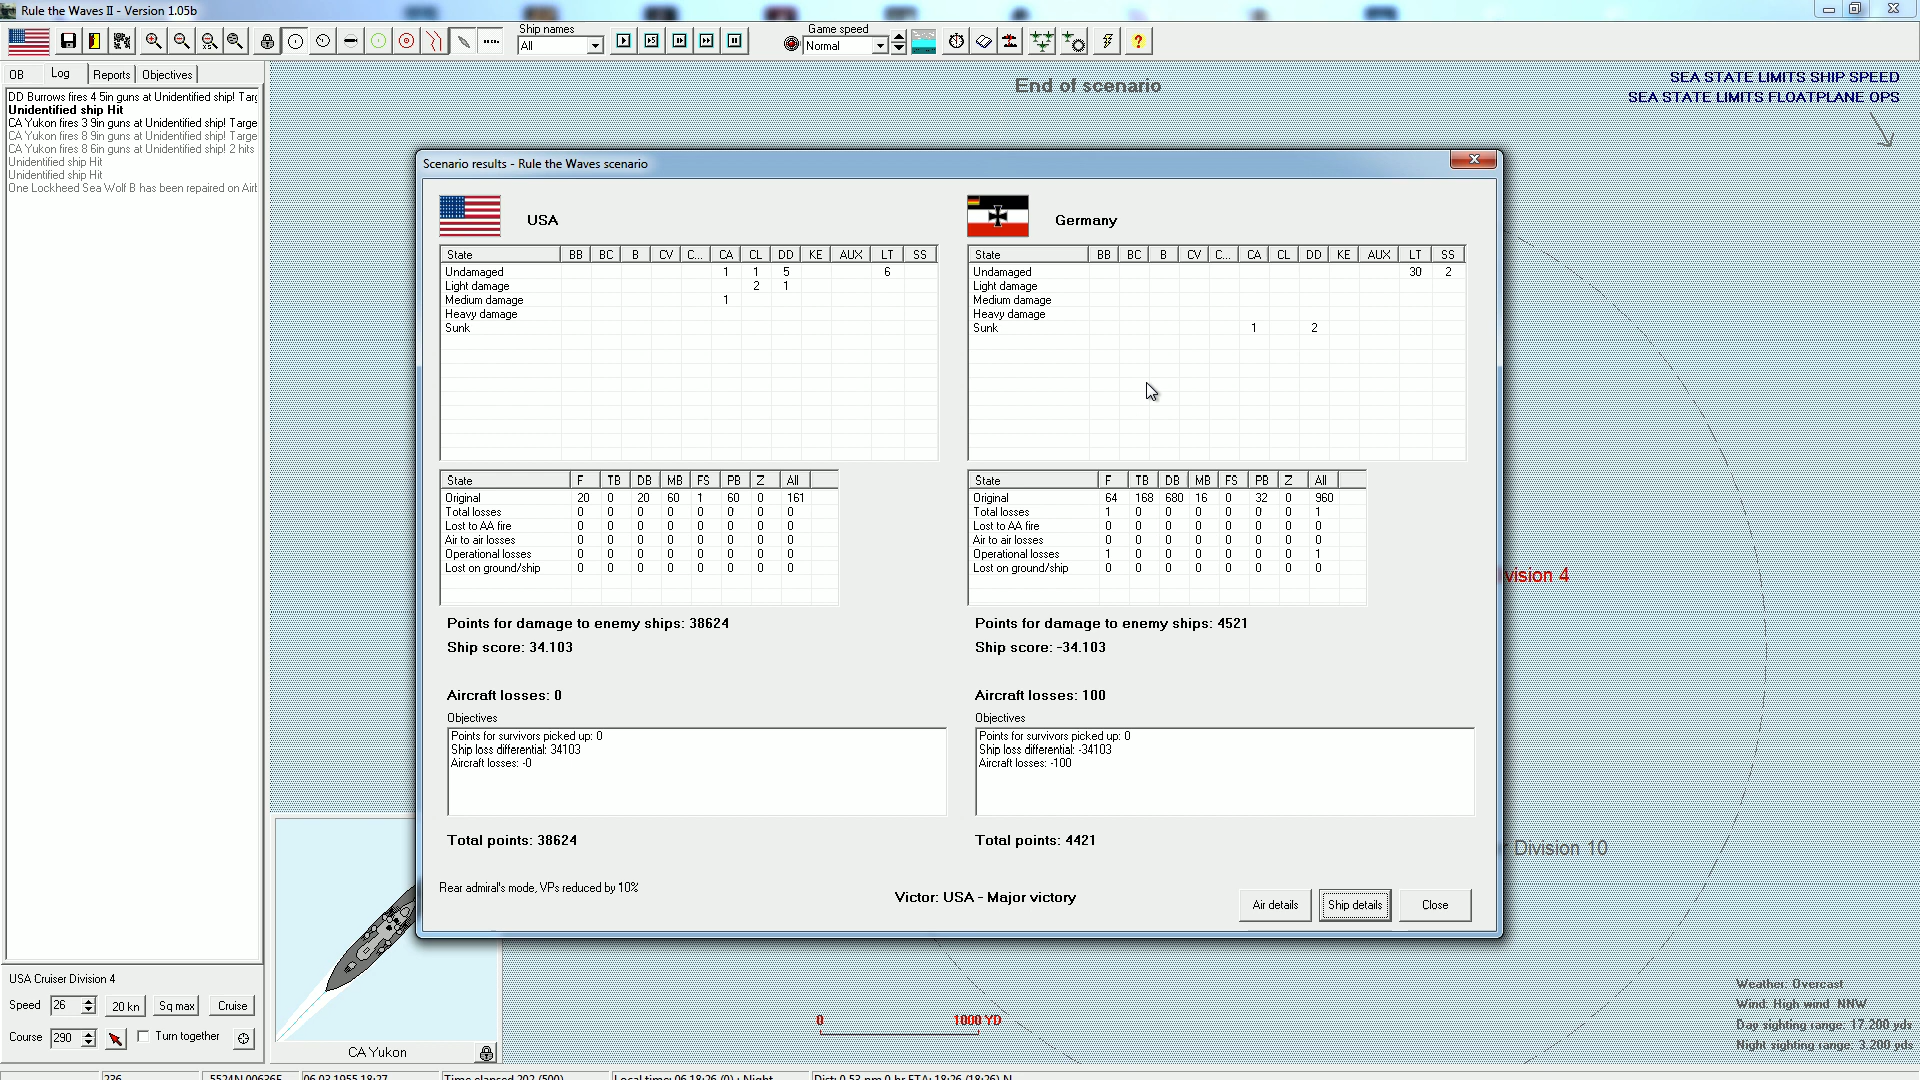 Rule the Waves II - Version 1.05b
Ship names
All
Game speed
Normal
OB Log Reports Objectives
DD Burrows fires 4 5in guns at Unidentified ship!
Unidentified ship Hit
CA Yukon fires 3 9in guns at Unidentified ship!
CA Yukon fires 8 9in guns at Unidentified ship!
CA Yukon fires 8 6in guns at Unidentified ship! 2 hits
Unidentified ship Hit
Unidentified ship Hit
One Lockheed Sea Wolf B has been repaired on
End of scenario
SEA STATE LIMITS SHIP SPEED
SEA STATE LIMITS FLOATPLANE OPS
Scenario results - Rule the Waves scenario
USA
State BB BC B CV C... CA CL DD KE AUX LT SS
Undamaged 1 1 5 6
Light damage 2 1
Medium damage 1
Heavy damage
Sunk
State F TB DB MB FS PB Z All
Original 20 0 20 60 1 60 0 161
Total losses 0 0 0 0 0 0 0 0
Lost to AA fire 0 0 0 0 0 0 0 0
Air to air losses 0 0 0 0 0 0 0 0
Operational losses 0 0 0 0 0 0 0 0
Lost on ground/ship 0 0 0 0 0 0 0 0
Points for damage to enemy ships: 38624
Ship score: 34.103
Aircraft losses: 0
Objectives
Points for survivors picked up: 0
Ship loss differential: 34103
Aircraft losses: -0
Total points: 38624
Germany
State BB BC B CV C... CA CL DD KE AUX LT SS
Undamaged 30 2
Light damage
Medium damage
Heavy damage
Sunk 1 2
State F TB DB MB FS PB Z All
Original 64 168 680 16 0 32 0 960
Total losses 1 0 0 0 0 0 0 1
Lost to AA fire 0 0 0 0 0 0 0 0
Air to air losses 0 0 0 0 0 0 0 0
Operational losses 1 0 0 0 0 0 0 1
Lost on ground/ship 0 0 0 0 0 0 0 0
Points for damage to enemy ships: 4521
Ship score: -34.103
Aircraft losses: 100
Objectives
Points for survivors picked up: 0
Ship loss differential: -34103
Aircraft losses: -100
Total points: 4421
Rear admiral's mode, VPs reduced by 10%
Victor: USA - Major victory
Air details Ship details Close
vision 4
Division 10
USA Cruiser Division 4
Speed 26 20 kn Sq max Cruise
Course 290 Turn together
CA Yukon
0 1000 YD
Weather: Overcast
Wind: High wind NNW
Day sighting range: 17.200 yds
Night sighting range: 3.200 yds